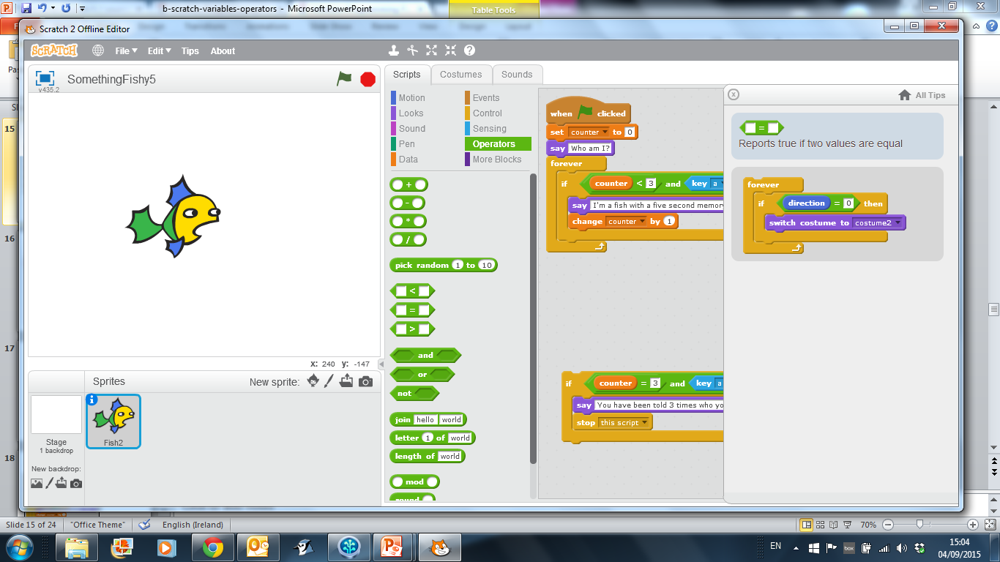 b-scratch-variables-operators - Microsoft PowerPoint
Table Tools
Scratch 2 Offline Editor
SCRATCH File Edit Tips About
SomethingFishy5
v435.2
x: 240 y: -147
Sprites New sprite:
Stage
1 backdrop
New backdrop:
Fish2
Scripts Costumes Sounds
Motion Events
Looks Control
Sound Sensing
Pen Operators
Data More Blocks
+
-
*
/
pick random 1 to 10
<
=
>
and
or
not
join hello world
letter 1 of world
length of world
mod
round
when clicked
set counter to 0
say Who am I?
forever
if counter < 3 and key a
say I'm a fish with a five second memory
change counter by 1
if counter = 3 and key a
say You have been told 3 times who yo
stop this script
x All Tips
=
Reports true if two values are equal
forever
if direction = 0 then
switch costume to costume2
15
16
17
18
Slide 15 of 24 "Office Theme" English (Ireland) 70%
EN box 15:04
04/09/2015